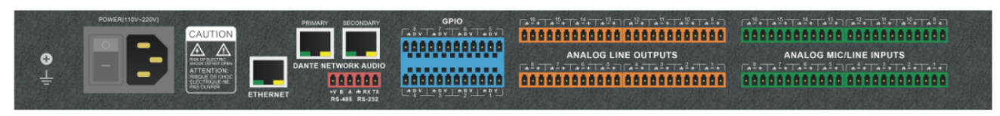 POWER(110V~220V)
CAUTION
RISK OF ELECTRIC
SHOCK DO NOT OPEN
ATTENTION:
RISQUE DE CHOC
ELECTRIQUE-NE
PAS OUVRIR
ETHERNET
PRIMARY SECONDARY
DANTE NETWORK AUDIO
+V B A RX TX
RS-485 RS-232
GPIO
8 7 6 5
D V D V D V D V
D V D V D V D V
4 3 2 1
16 15 14 13 12 11 10 9
ANALOG LINE OUTPUTS
8 7 6 5 4 3 2 1
16 15 14 13 12 11 10 9
ANALOG MIC/LINE INPUTS
8 7 6 5 4 3 2 1